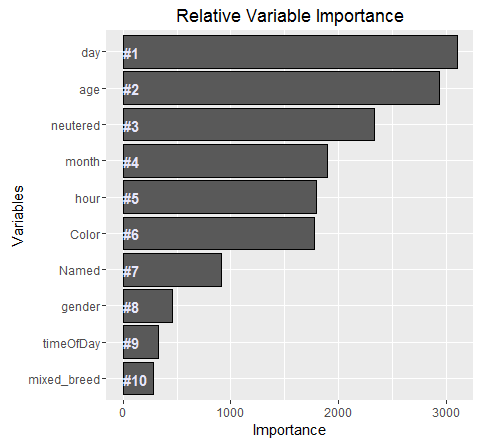 Relative Variable Importance
Variables
day #1
age #2
neutered #3
month #4
hour #5
Color #6
Named #7
gender #8
timeOfDay #9
mixed_breed #10
0 1000 2000 3000
Importance